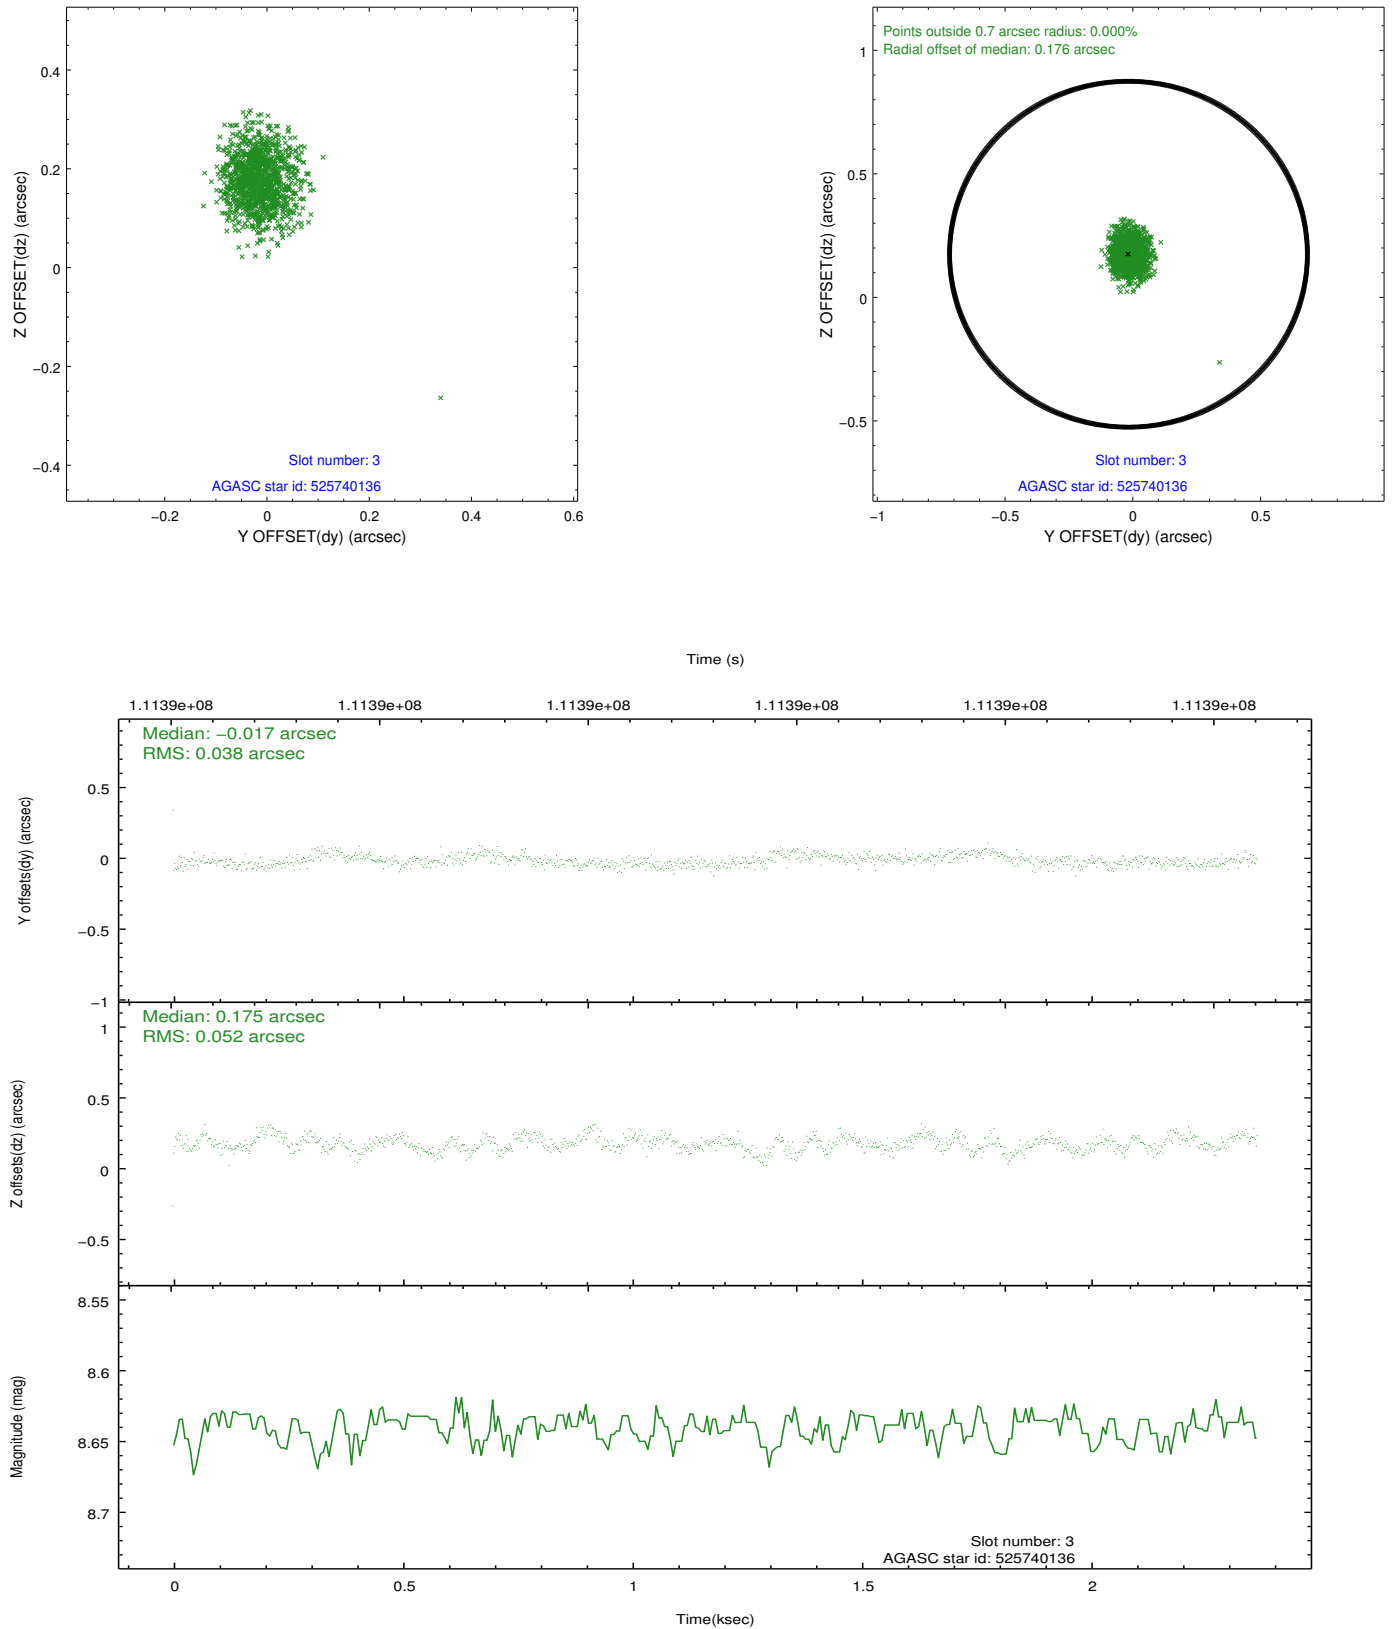 0.4
0.2
0
−0.2
−0.4
Z OFFSET(dz) (arcsec)
Slot number: 3
AGASC star id: 525740136
−0.2 0 0.2 0.4 0.6
Y OFFSET(dy) (arcsec)
Points outside 0.7 arcsec radius: 0.000%
Radial offset of median: 0.176 arcsec
1
0.5
0
−0.5
Z OFFSET(dz) (arcsec)
Slot number: 3
AGASC star id: 525740136
−1 −0.5 0 0.5
Y OFFSET(dy) (arcsec)
Time (s)
1.1139e+08 1.1139e+08 1.1139e+08 1.1139e+08 1.1139e+08 1.1139e+08
Median: −0.017 arcsec
RMS: 0.038 arcsec
0.5
0
−0.5
−1
Y offsets(dy) (arcsec)
Median: 0.175 arcsec
RMS: 0.052 arcsec
1
0.5
0
−0.5
Z offsets(dz) (arcsec)
8.55
8.6
8.65
8.7
Magnitude (mag)
Slot number: 3
AGASC star id: 525740136
0 0.5 1 1.5 2
Time(ksec)